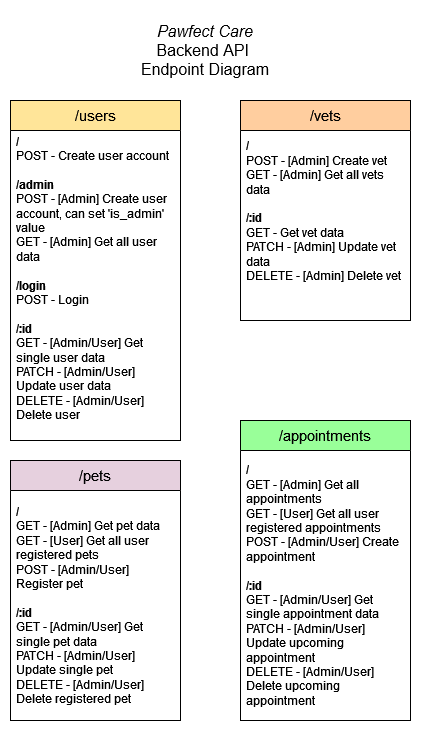 Pawfect Care
Backend API
Endpoint Diagram
/users
/
POST - Create user account
/admin
POST - [Admin] Create user
account, can set 'is_admin'
value
GET - [Admin] Get all user
data
/login
POST - Login
/:id
GET - [Admin/User] Get
single user data
PATCH - [Admin/User]
Update user data
DELETE - [Admin/User]
Delete user
/vets
/
POST - [Admin] Create vet
GET - [Admin] Get all vets
data
/:id
GET - Get vet data
PATCH - [Admin] Update vet
data
DELETE - [Admin] Delete vet
/pets
/
GET - [Admin] Get pet data
GET - [User] Get all user
registered pets
POST - [Admin/User]
Register pet
/:id
GET - [Admin/User] Get
single pet data
PATCH - [Admin/User]
Update single pet
DELETE - [Admin/User]
Delete registered pet
/appointments
/
GET - [Admin] Get all
appointments
GET - [User] Get all user
registered appointments
POST - [Admin/User] Create
appointment
/:id
GET - [Admin/User] Get
single appointment data
PATCH - [Admin/User]
Update upcoming
appointment
DELETE - [Admin/User]
Delete upcoming
appointment